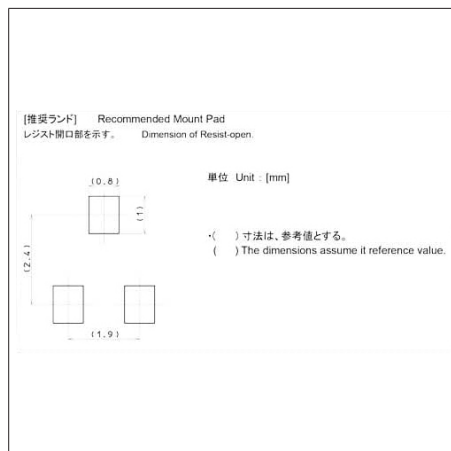 [推奨ランド] Recommended Mount Pad
レジスト開口部を示す。 Dimension of Resist-open.
単位 Unit : [mm]
(0.8)
(1)
・( ) 寸法は、参考値とする。
( ) The dimensions assume it reference value.
(2.4)
(1.9)